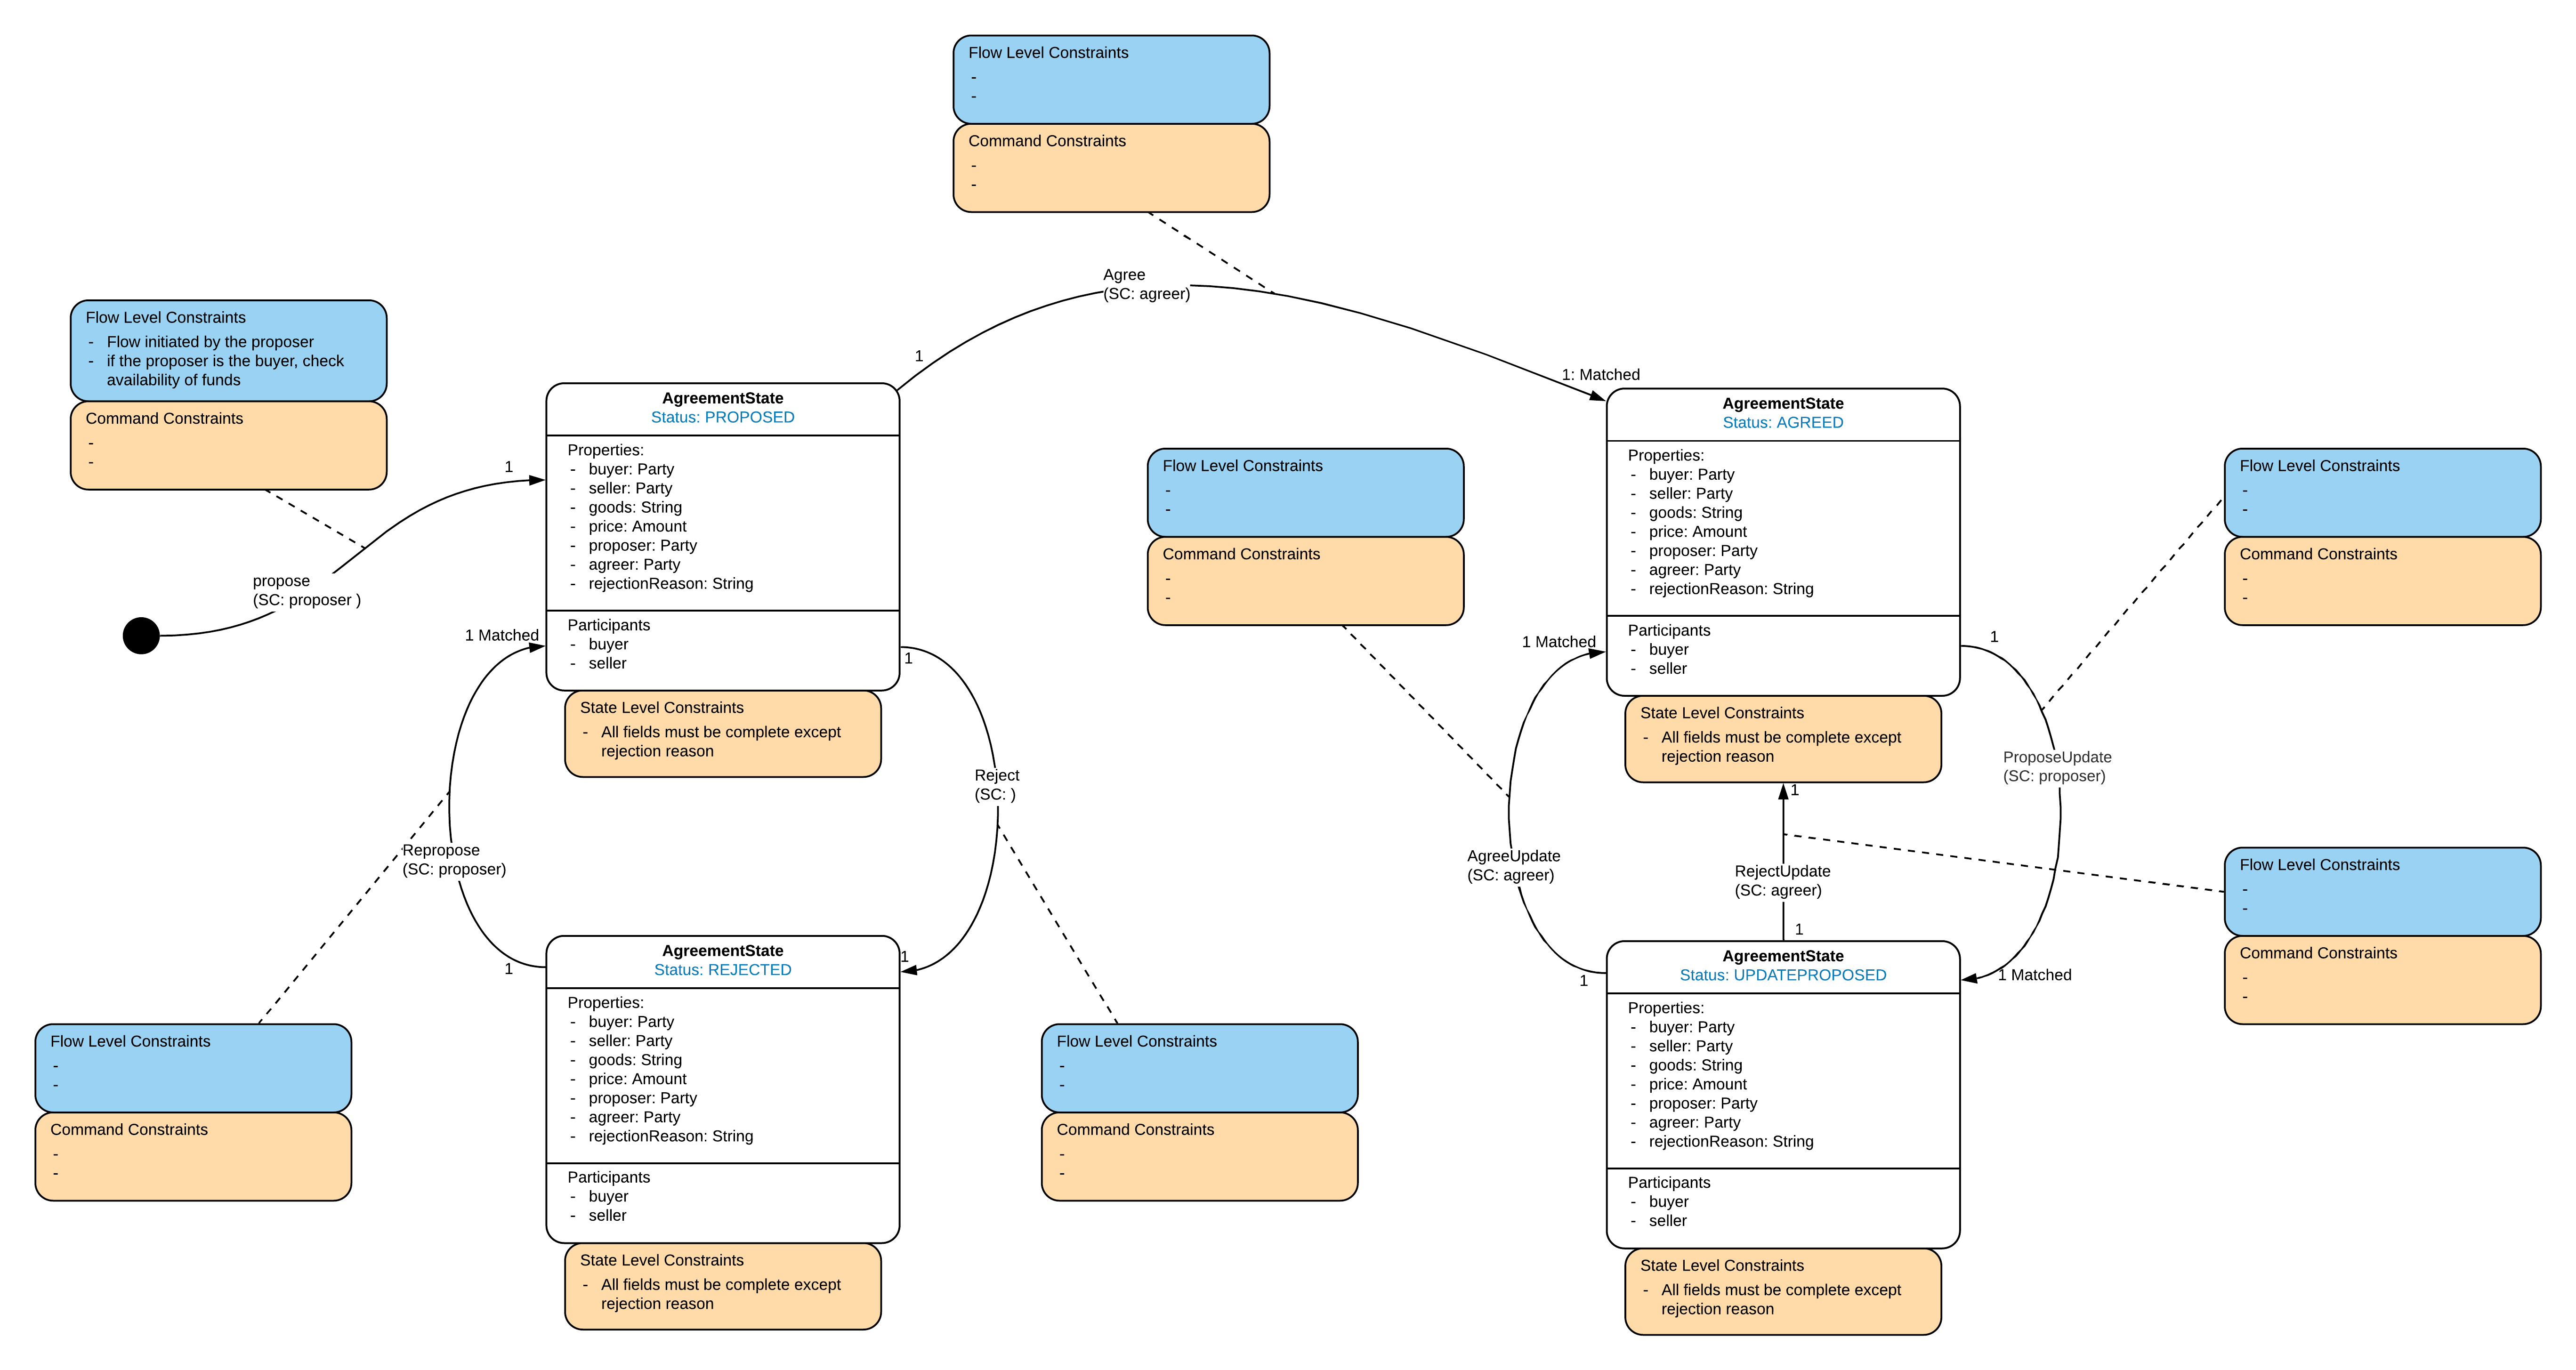 Flow Level Constraints
-
-
Command Constraints
-
-
Agree
(SC: agreer)
1
1: Matched
Flow Level Constraints
- Flow initiated by the proposer
- if the proposer is the buyer, check
availability of funds
Command Constraints
-
-
propose
(SC: proposer )
1
AgreementState
Status: PROPOSED
Properties:
- buyer: Party
- seller: Party
- goods: String
- price: Amount
- proposer: Party
- agreer: Party
- rejectionReason: String
Participants
- buyer
- seller
State Level Constraints
- All fields must be complete except
rejection reason
1 Matched
1
Repropose
(SC: proposer)
1
Reject
(SC: )
1
AgreementState
Status: REJECTED
Properties:
- buyer: Party
- seller: Party
- goods: String
- price: Amount
- proposer: Party
- agreer: Party
- rejectionReason: String
Participants
- buyer
- seller
State Level Constraints
- All fields must be complete except
rejection reason
Flow Level Constraints
-
-
Command Constraints
-
-
Flow Level Constraints
-
-
Command Constraints
-
-
Flow Level Constraints
-
-
Command Constraints
-
-
AgreementState
Status: AGREED
Properties:
- buyer: Party
- seller: Party
- goods: String
- price: Amount
- proposer: Party
- agreer: Party
- rejectionReason: String
Participants
- buyer
- seller
State Level Constraints
- All fields must be complete except
rejection reason
1 Matched
1
1
AgreeUpdate
(SC: agreer)
RejectUpdate
(SC: agreer)
ProposeUpdate
(SC: proposer)
1
1
1 Matched
AgreementState
Status: UPDATEPROPOSED
Properties:
- buyer: Party
- seller: Party
- goods: String
- price: Amount
- proposer: Party
- agreer: Party
- rejectionReason: String
Participants
- buyer
- seller
State Level Constraints
- All fields must be complete except
rejection reason
Flow Level Constraints
-
-
Command Constraints
-
-
Flow Level Constraints
-
-
Command Constraints
-
-